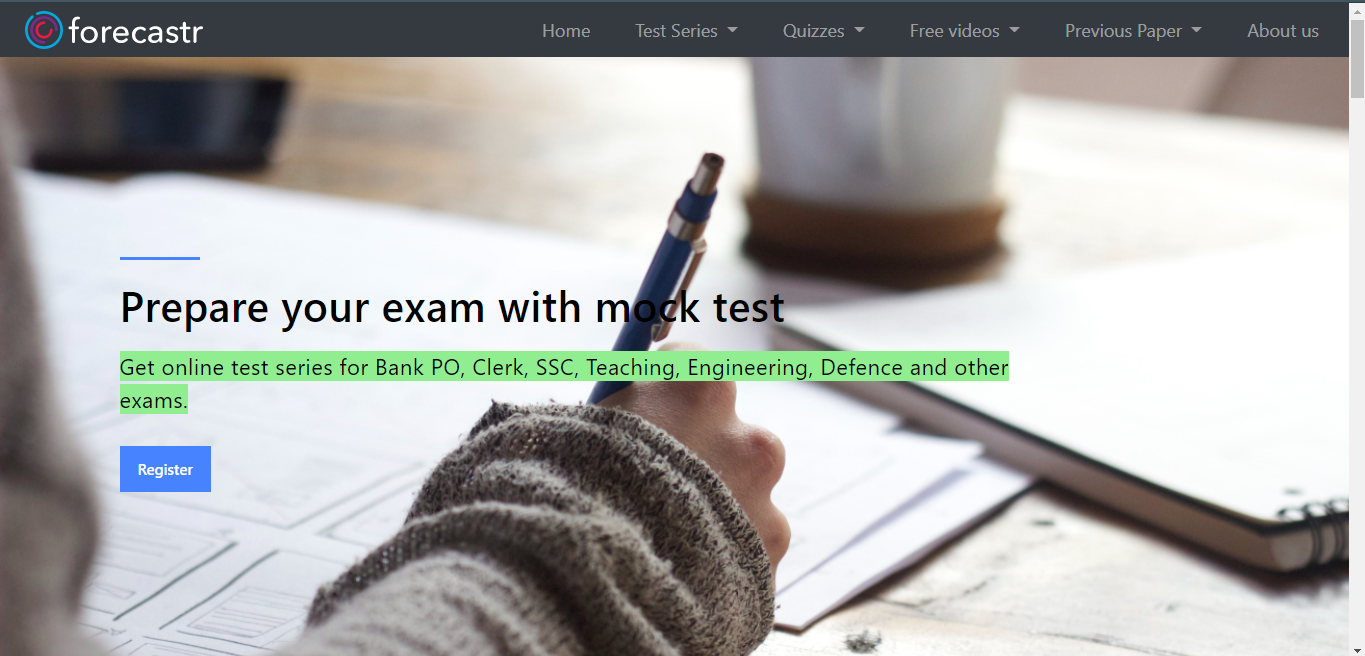 forecastr
Home Test Series Quizzes Free videos Previous Paper About us
Prepare your exam with mock test
Get online test series for Bank PO, Clerk, SSC, Teaching, Engineering, Defence and other
exams.
Register